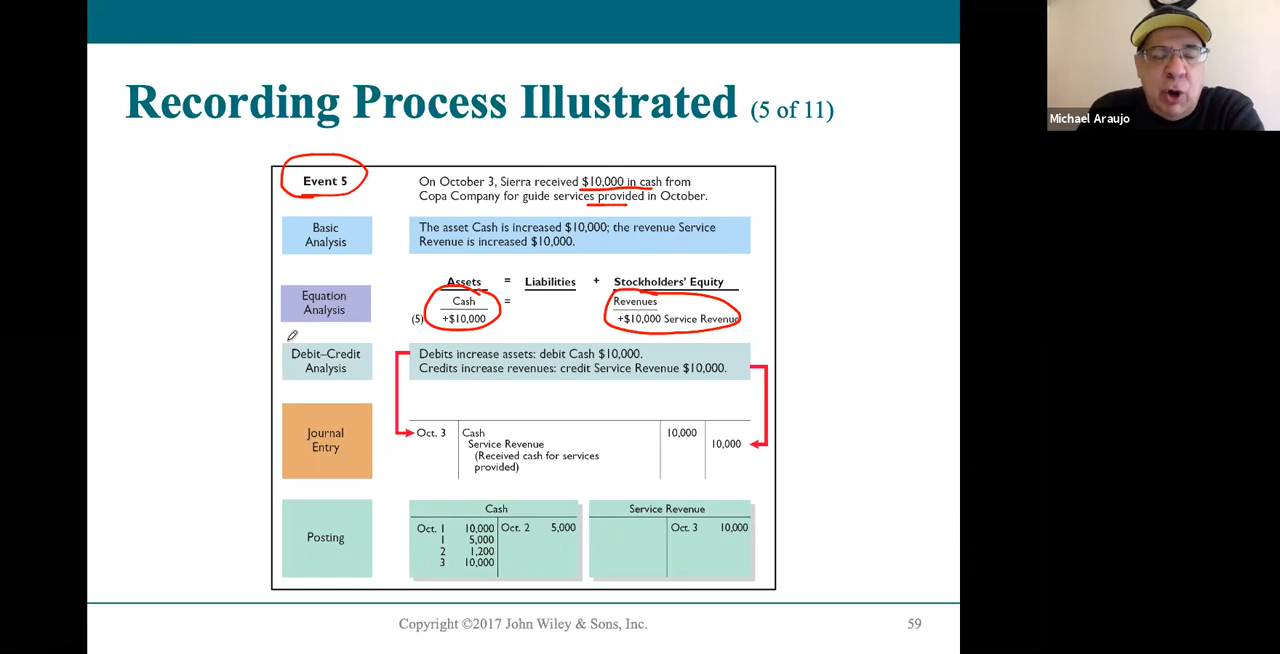 Recording Process Illustrated (5 of 11)
Michael Araujo
Event 5
On October 3, Sierra received $10,000 in cash from
Copa Company for guide services provided in October.
Basic
Analysis
The asset Cash is increased $10,000; the revenue Service
Revenue is increased $10,000.
Equation
Analysis
Assets = Liabilities + Stockholders' Equity
Cash = Revenues
(5) +$10,000 +$10,000 Service Revenue
Debit–Credit
Analysis
Debits increase assets: debit Cash $10,000.
Credits increase revenues: credit Service Revenue $10,000.
Journal
Entry
Oct. 3 Cash 10,000
Service Revenue 10,000
(Received cash for services
provided)
Posting
Cash Service Revenue
Oct. 1 10,000 Oct. 2 5,000 Oct. 3 10,000
1 5,000
2 1,200
3 10,000
Copyright ©2017 John Wiley & Sons, Inc. 59